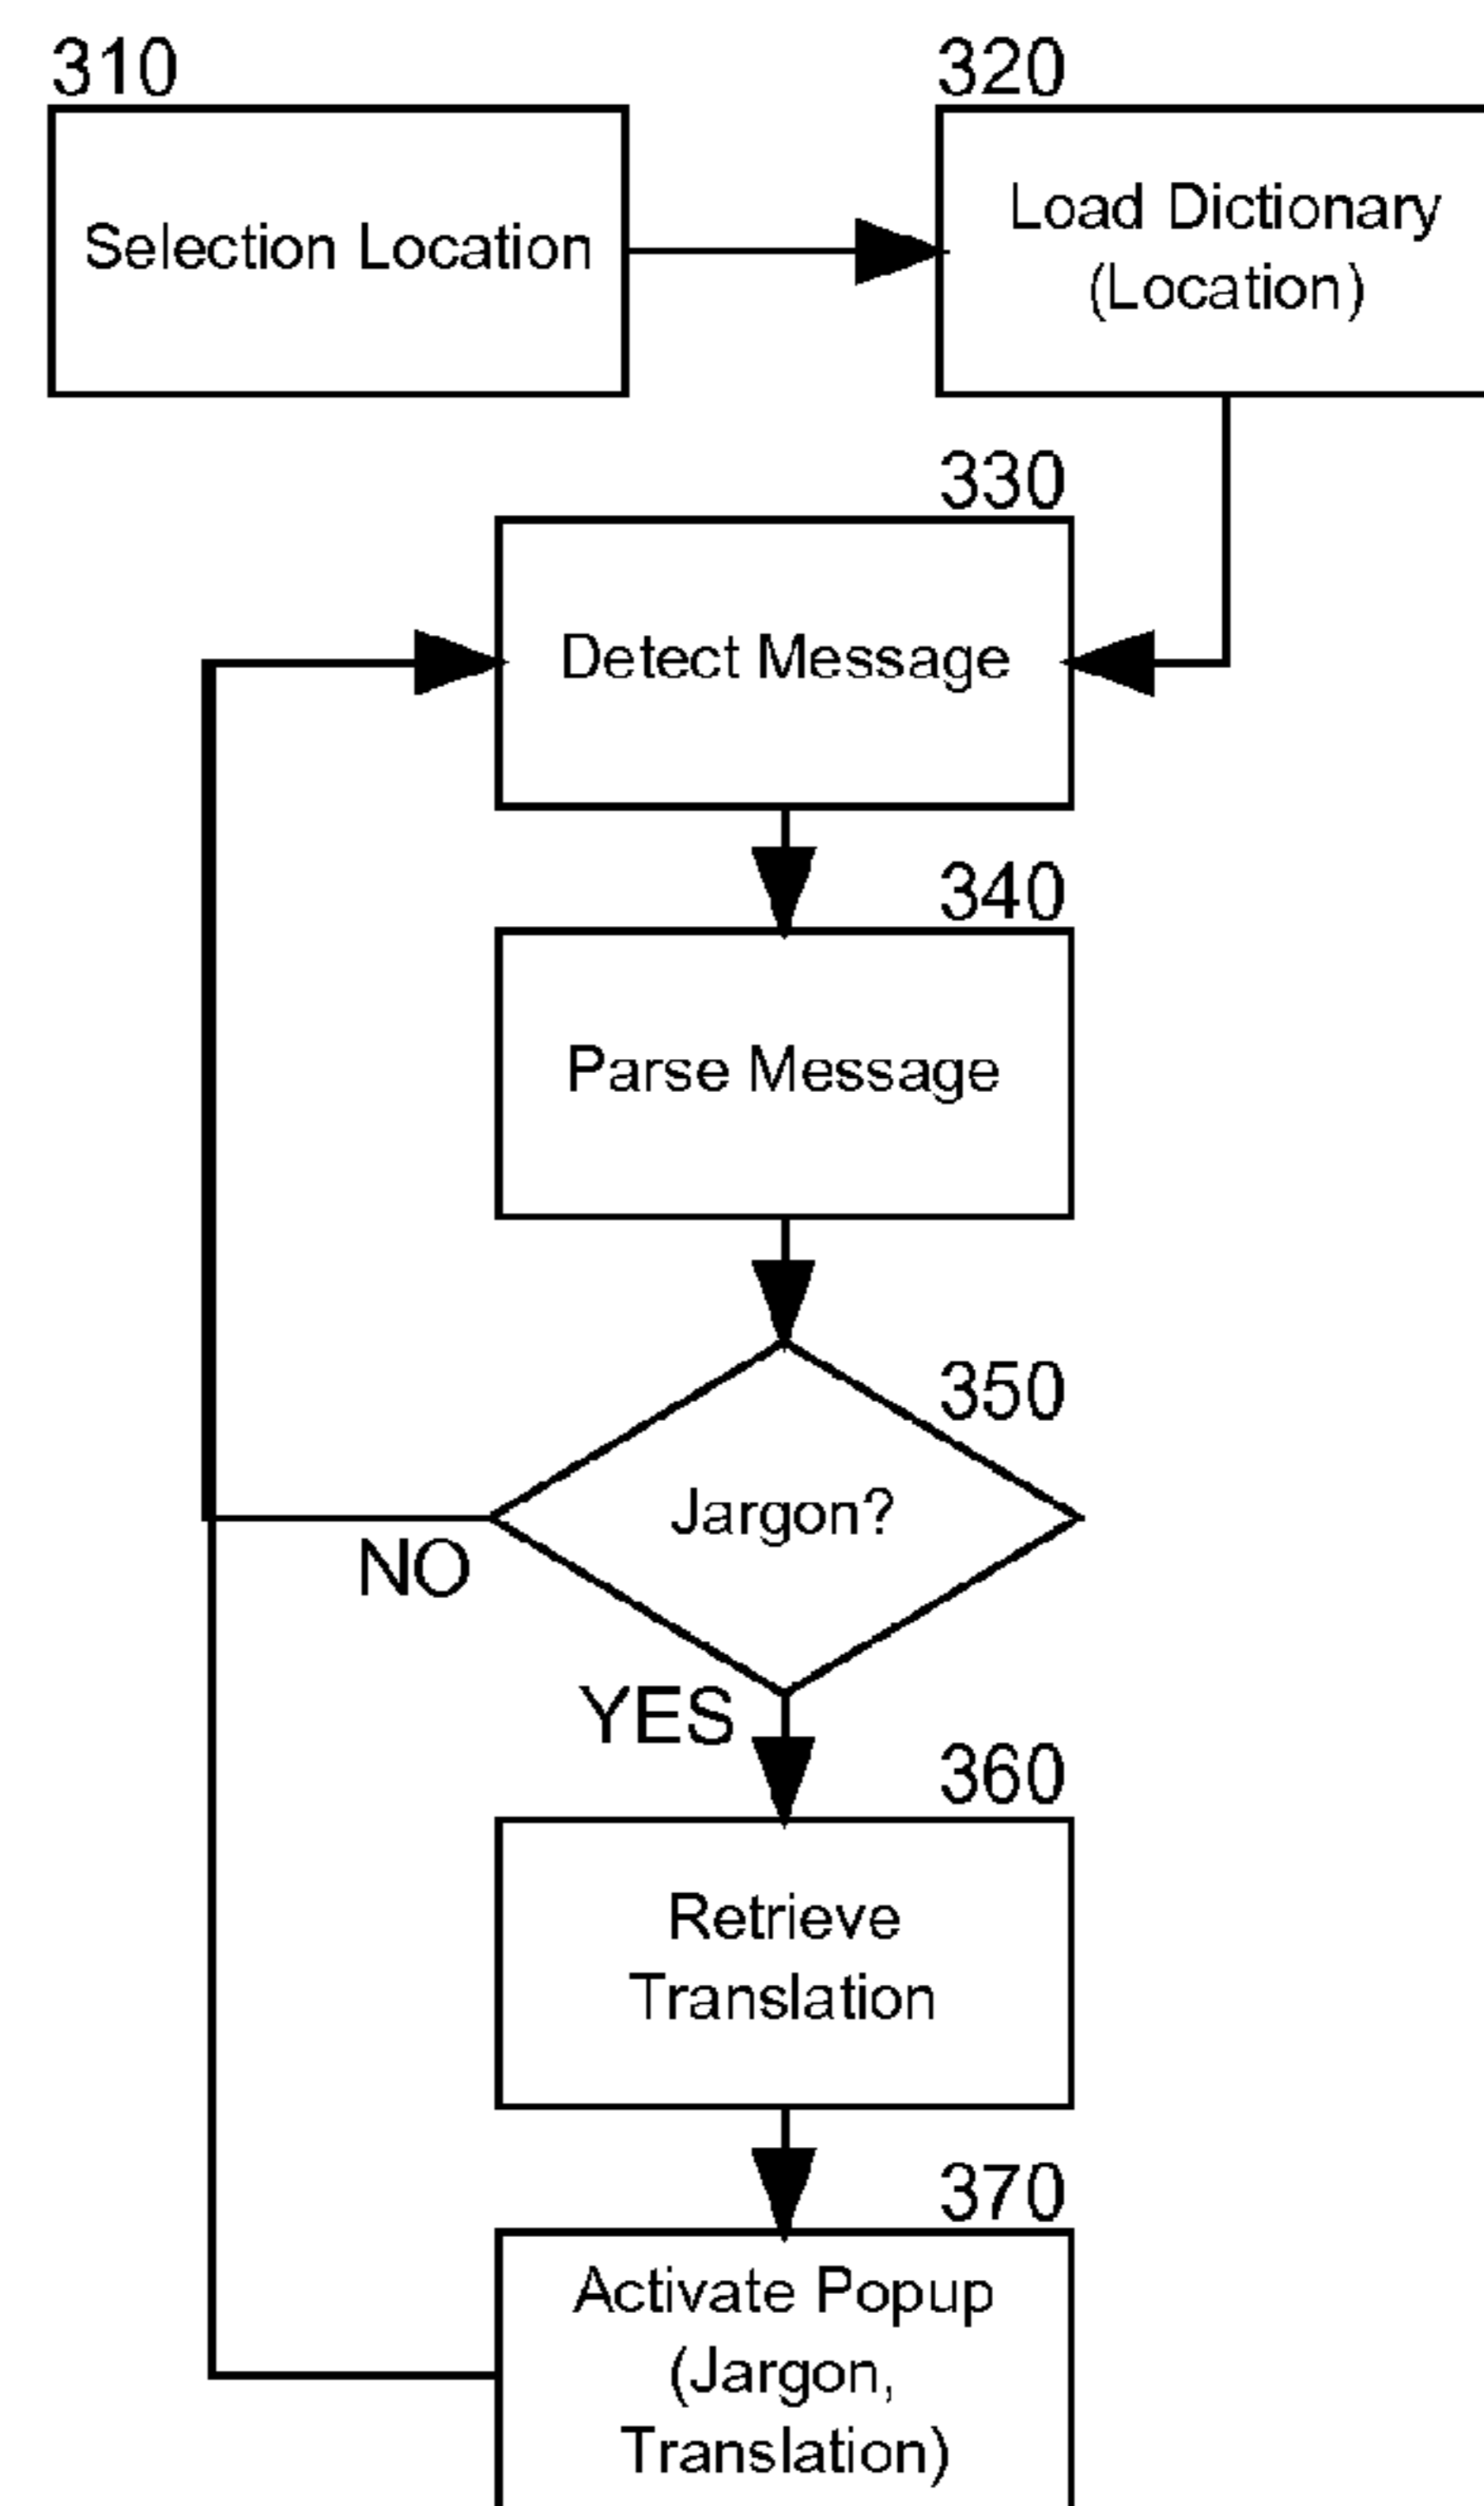 310
Selection Location
320
Load Dictionary
(Location)
330
Detect Message
340
Parse Message
350
Jargon?
NO
YES
360
Retrieve
Translation
370
Activate Popup
(Jargon,
Translation)